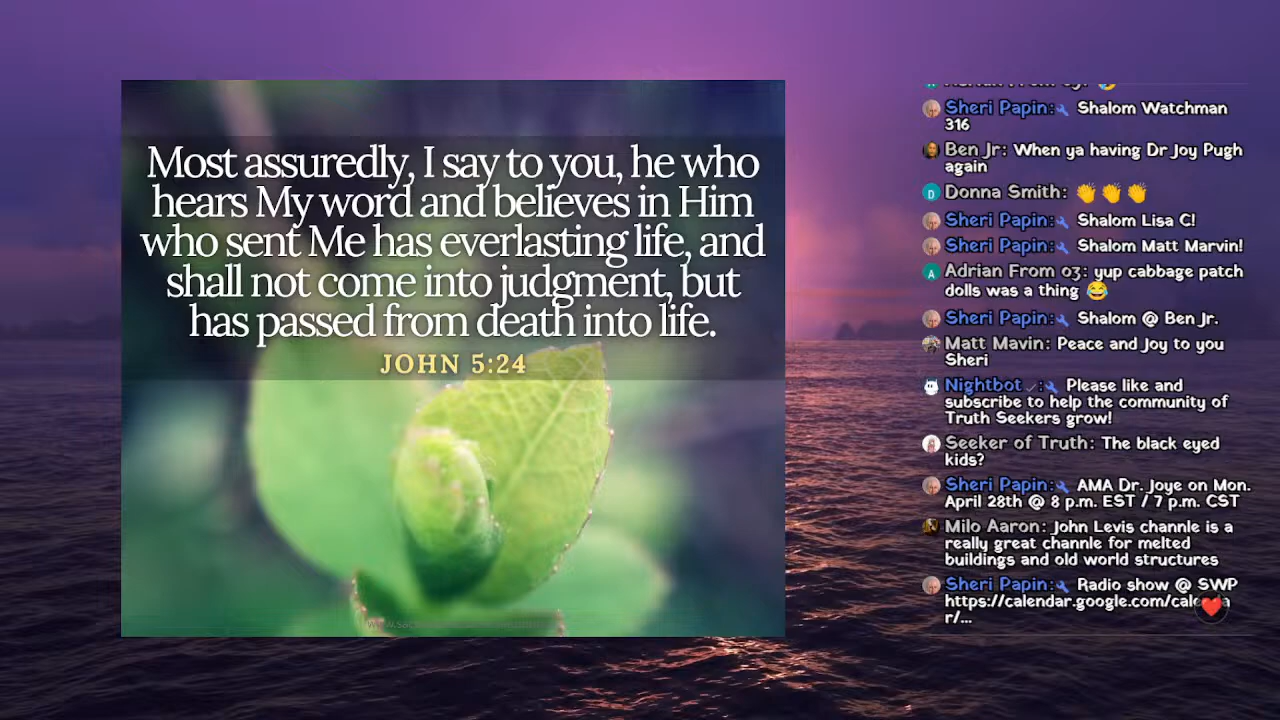 Most assuredly, I say to you, he who
hears My word and believes in Him
who sent Me has everlasting life, and
shall not come into judgment, but
has passed from death into life.
JOHN 5:24
Sheri Papin: Shalom Watchman
316
Ben Jr: When ya having Dr Joy Pugh
again
D Donna Smith: 👏👏👏
Sheri Papin: Shalom Lisa C!
Sheri Papin: Shalom Matt Marvin!
A Adrian From 03: yup cabbage patch
dolls was a thing 😂
Sheri Papin: Shalom @ Ben Jr.
Matt Mavin: Peace and Joy to you
Sheri
Nightbot ✓: Please like and
subscribe to help the community of
Truth Seekers grow!
Seeker of Truth: The black eyed
kids?
Sheri Papin: AMA Dr. Joye on Mon.
April 28th @ 8 p.m. EST / 7 p.m. CST
Milo Aaron: John Levis channle is a
really great channle for melted
buildings and old world structures
Sheri Papin: Radio show @ SWP
https://calendar.google.com/
r/...